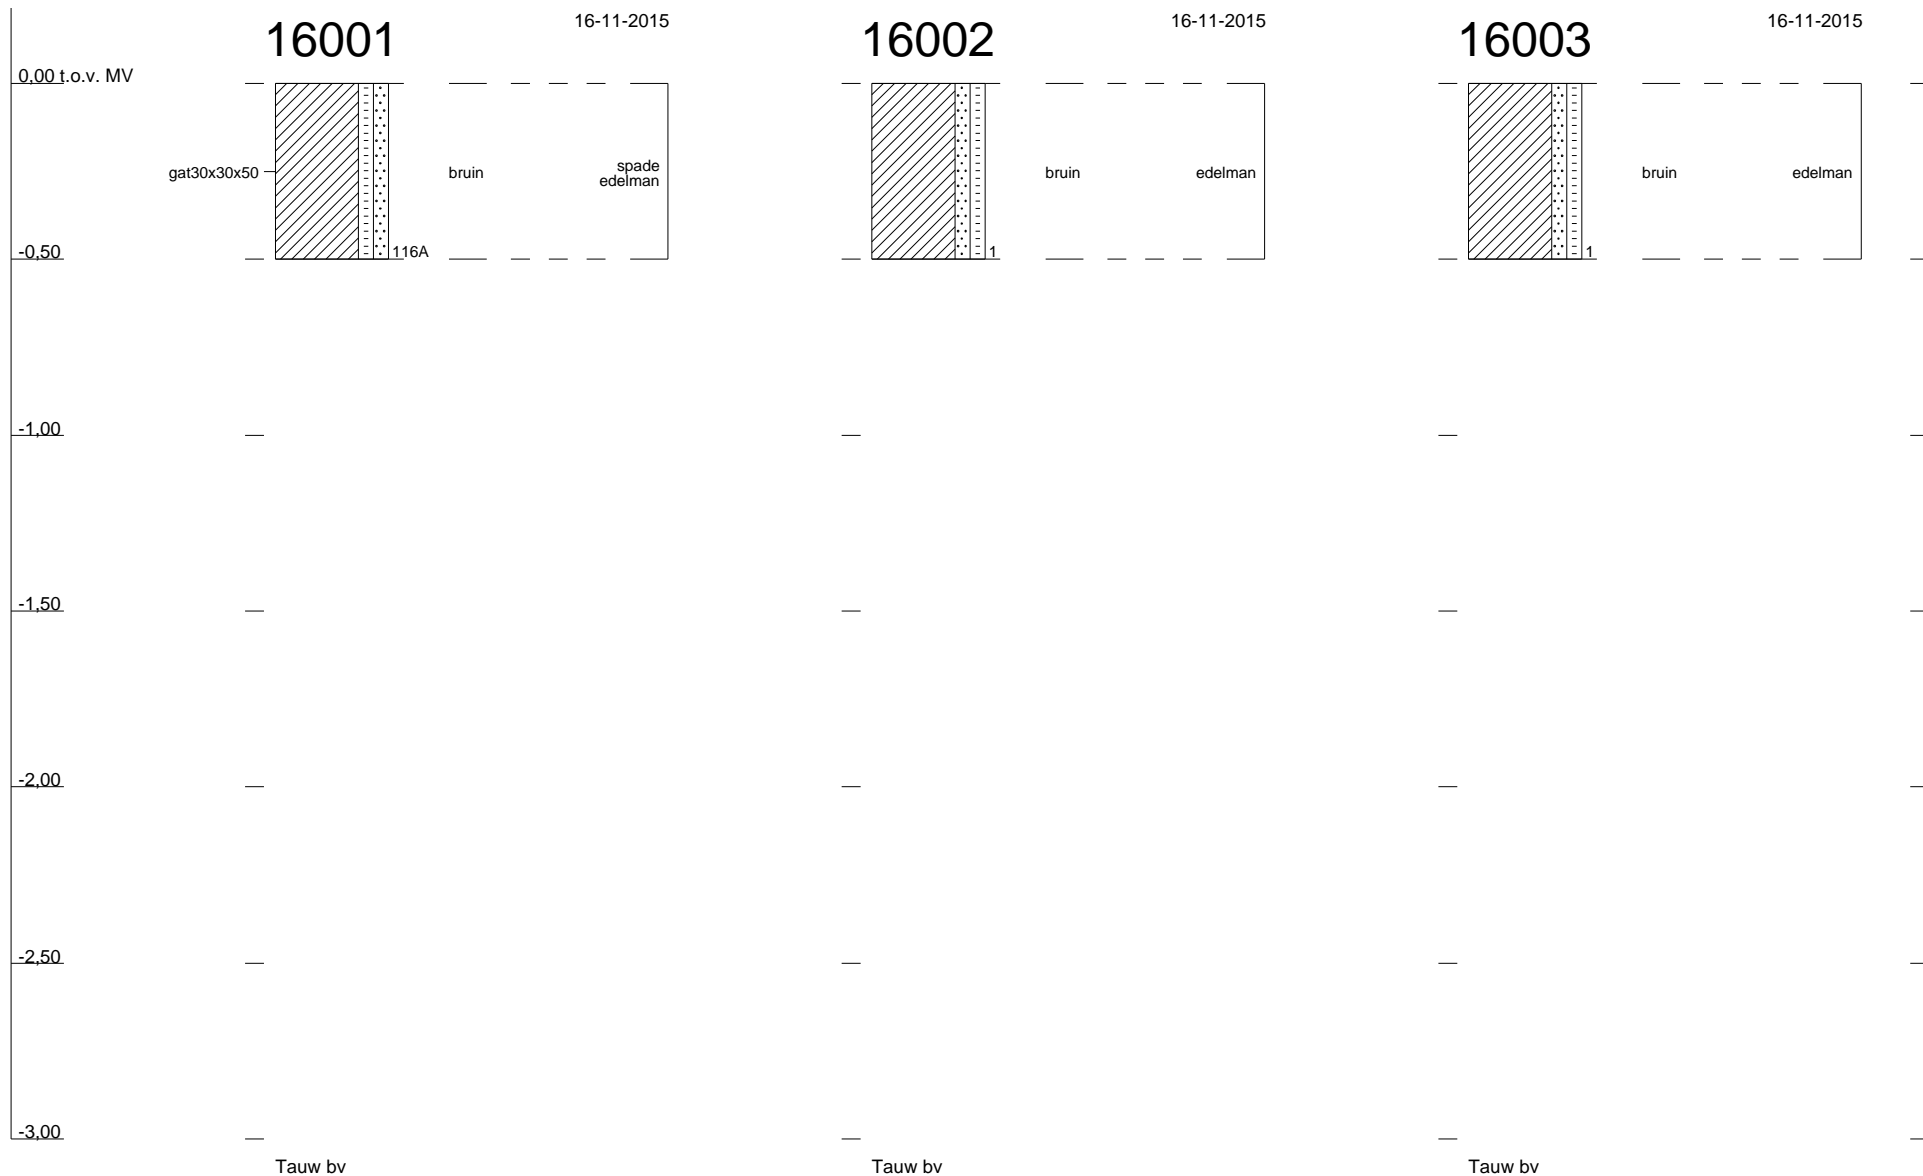 16001
16-11-2015
16002
16-11-2015
16003
16-11-2015
0,00 t.o.v. MV
gat30x30x50
bruin
spade
edelman
bruin
edelman
bruin
edelman
-0,50
116A
1
1
-1,00
-1,50
-2,00
-2,50
-3,00
Tauw bv
Tauw bv
Tauw bv